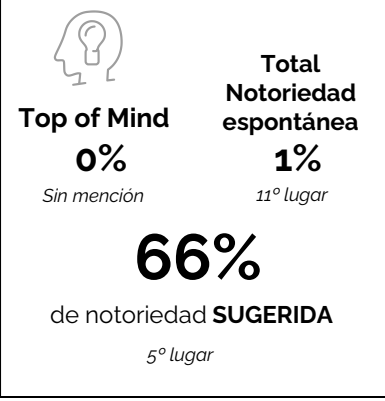 Top of Mind
0%
Sin mención
Total
Notoriedad
espontánea
1%
11º lugar
66%
de notoriedad SUGERIDA
5º lugar